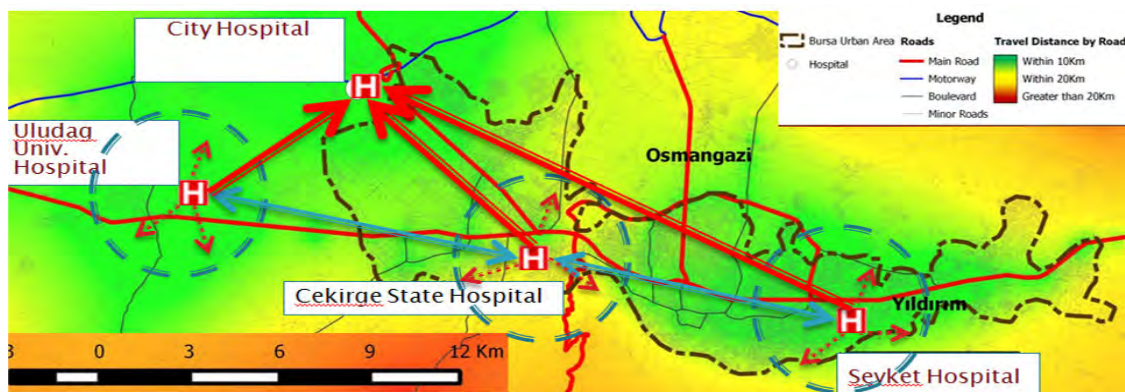 City Hospital
Uludag
Univ.
Hospital
H
H
H
H
Cekirge State Hospital
Sevket Hospital
Osmangazi
Yıldırım
3 0 3 6 9 12 Km
Legend
Bursa Urban Area
Hospital
Roads
Main Road
Motorway
Boulevard
Minor Roads
Travel Distance by Road
Within 10Km
Within 20Km
Greater than 20Km